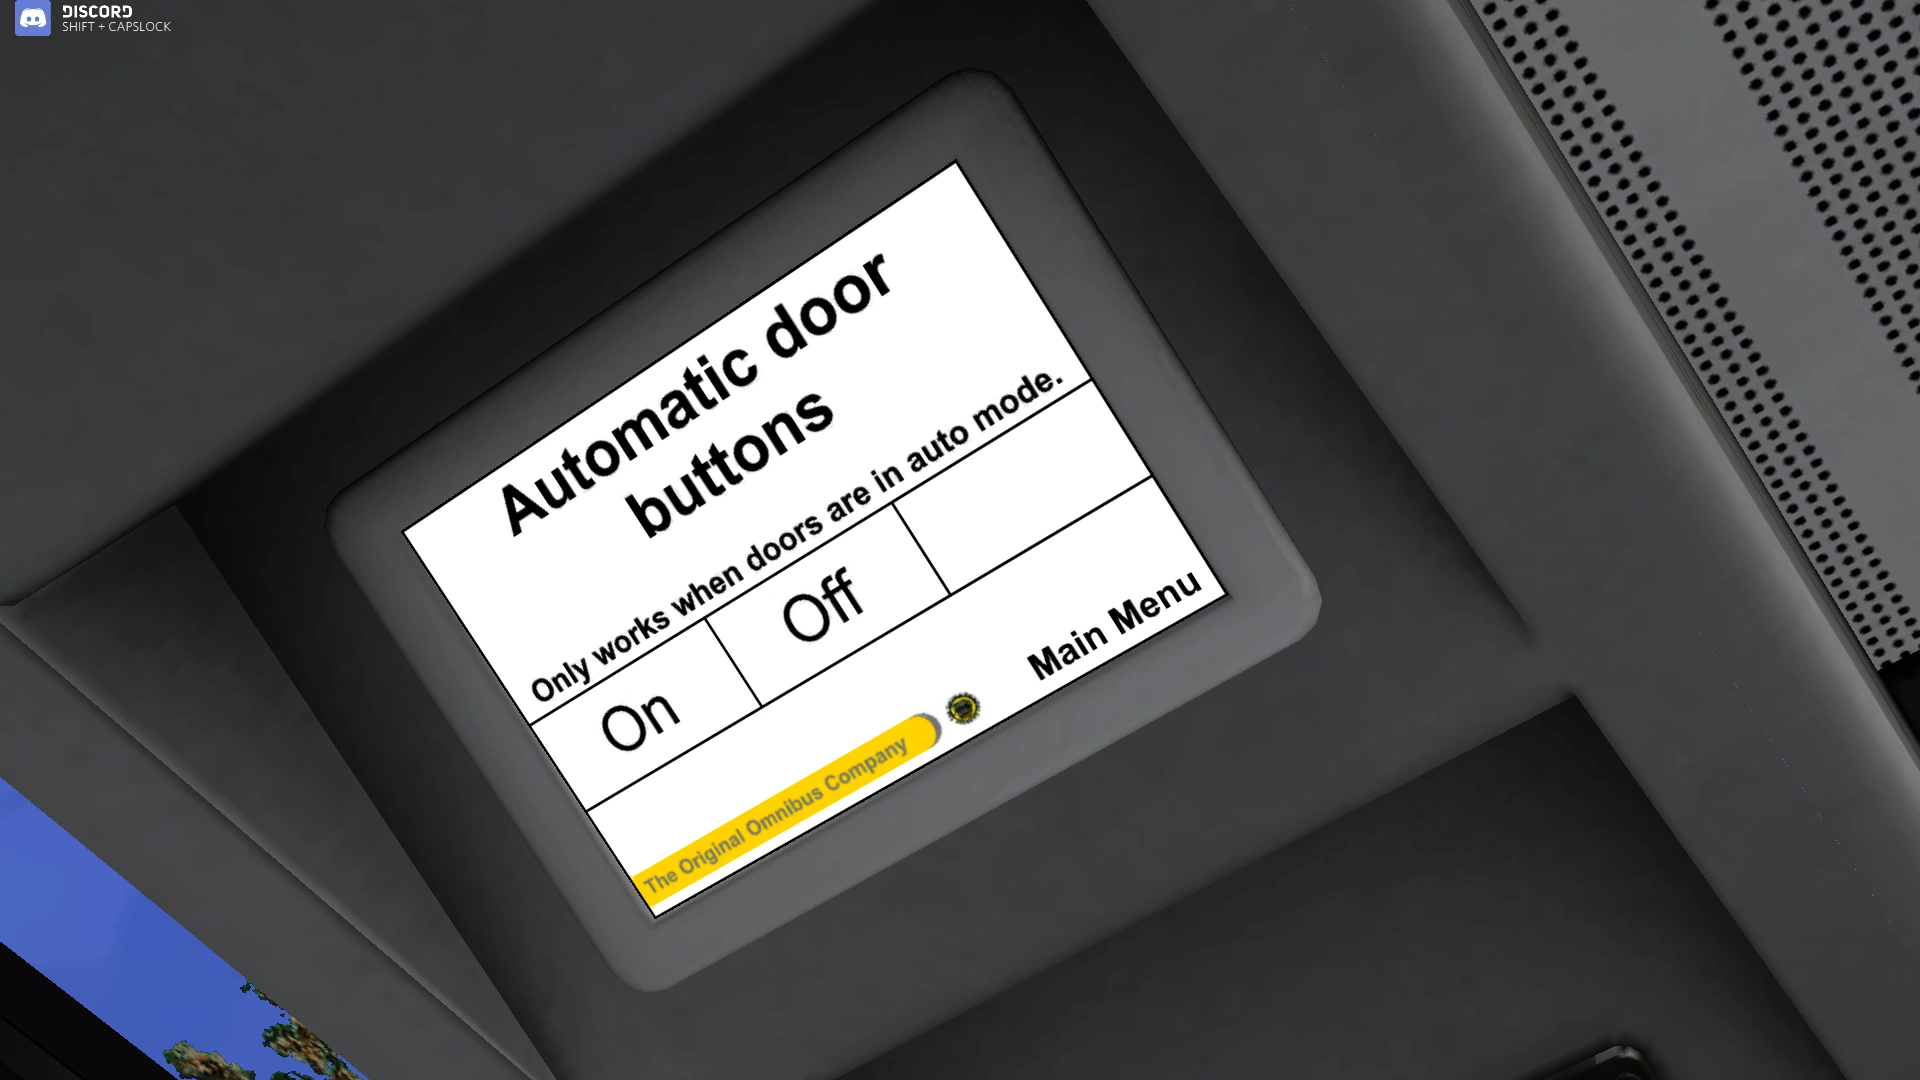 DISCORD
SHIFT + CAPSLOCK
Automatic door
buttons
Only works when doors are in auto mode.
On
Off
The Original Omnibus Company
Main Menu